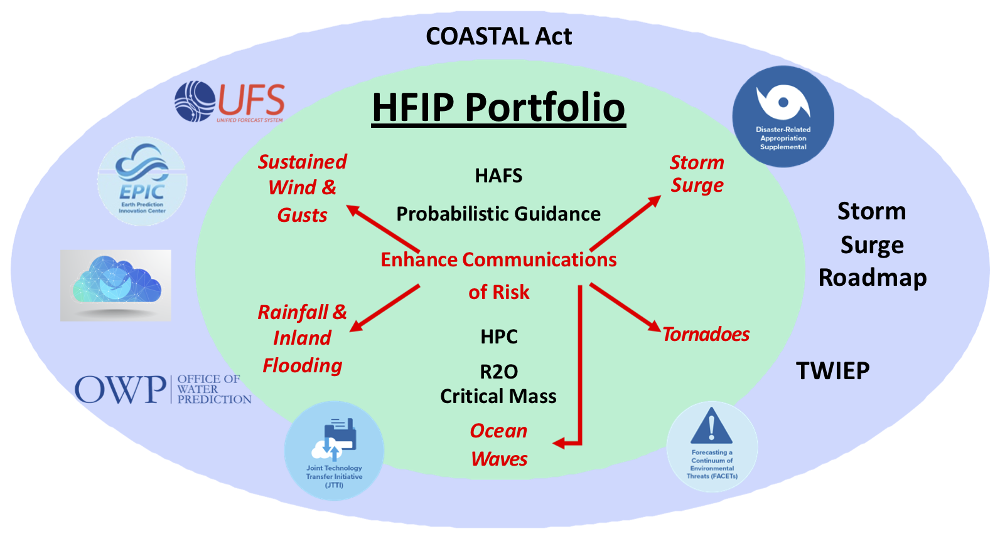 COASTAL Act
UFS
UNIFIED FORECAST SYSTEM
HFIP Portfolio
Disaster-Related
Appropriation
Supplemental
EPIC
Earth Prediction
Innovation Center
Sustained
Wind &
Gusts
HAFS
Probabilistic Guidance
Storm
Surge
Enhance Communications
of Risk
Storm
Surge
Roadmap
Rainfall &
Inland
Flooding
HPC
R2O
Critical Mass
Ocean
Waves
Tornadoes
TWIEP
OWP
OFFICE OF
WATER
PREDICTION
Joint Technology
Transfer Initiative
(JTTI)
Forecasting a
Continuum of
Environmental
Threats (FACETs)